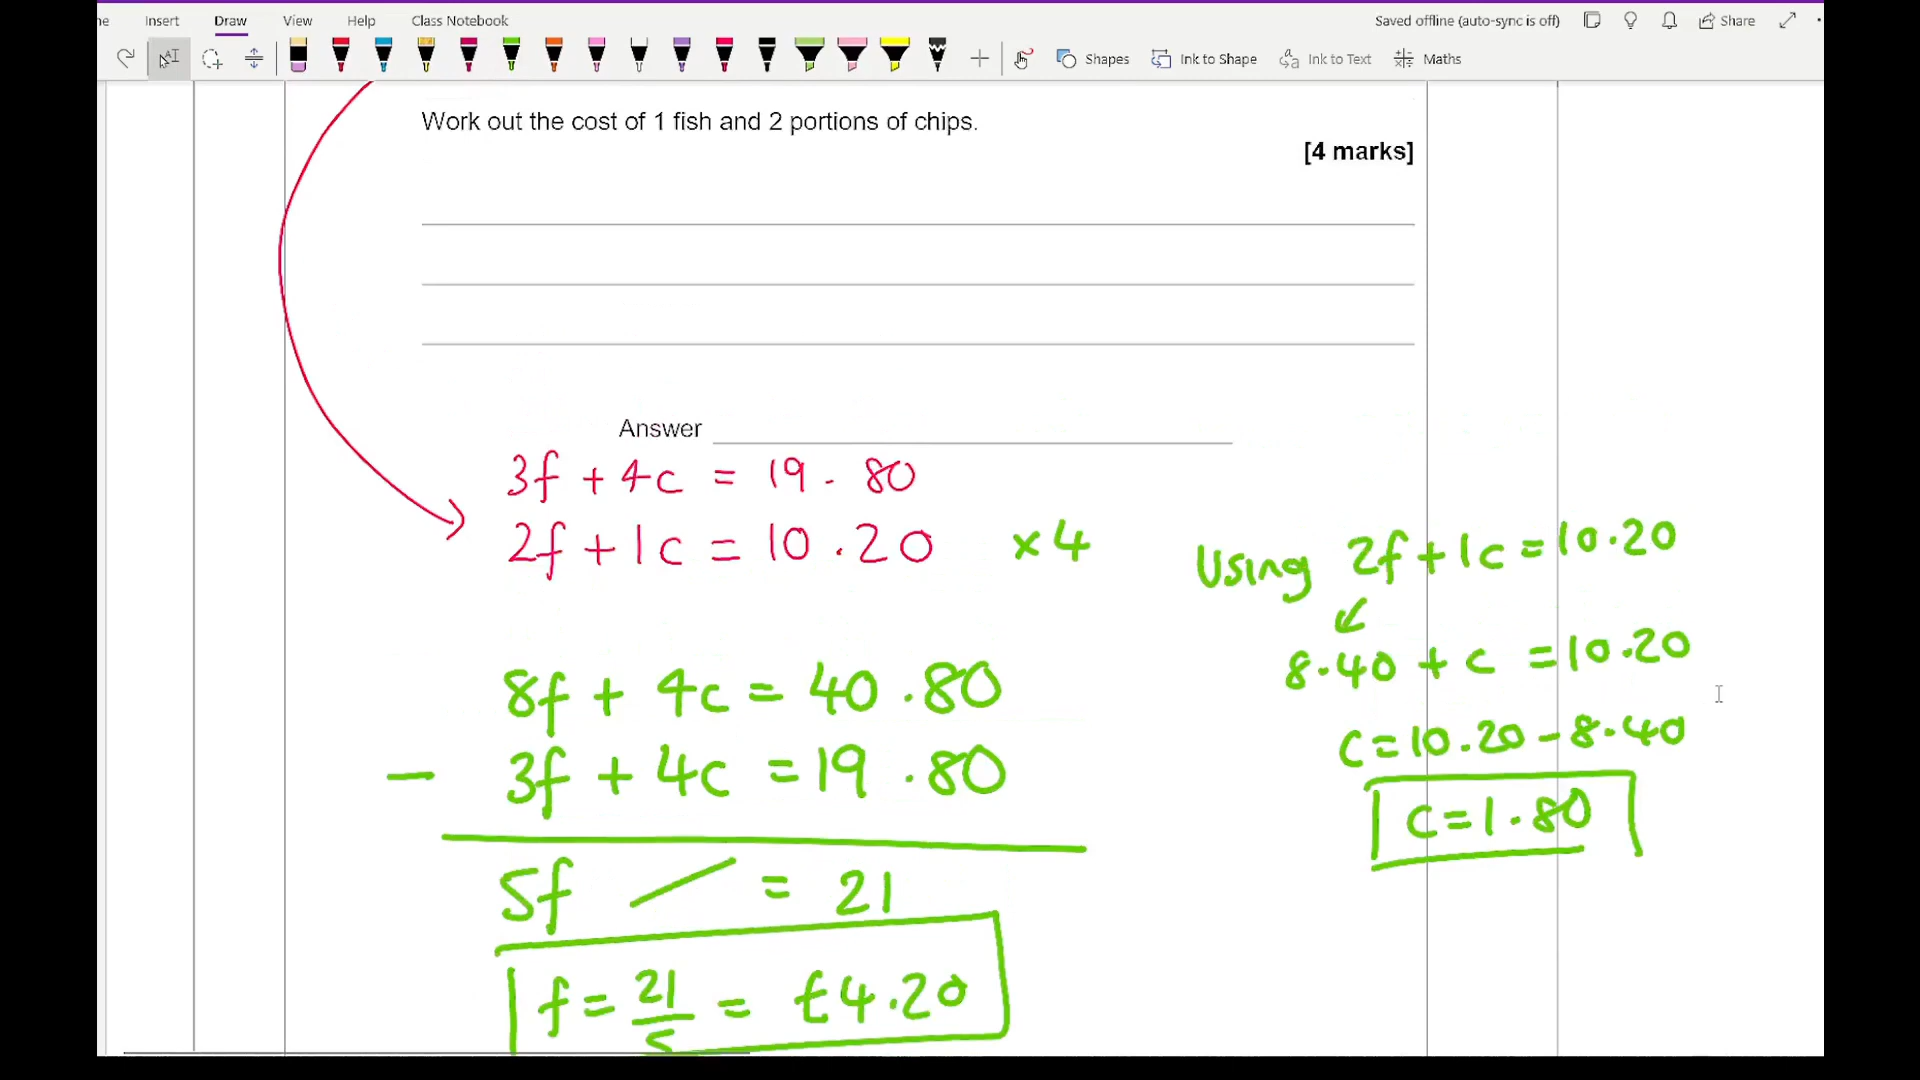 Insert Draw View Help Class Notebook Saved offline (auto-sync is off) Share
Shapes Ink to Shape Ink to Text Maths
Work out the cost of 1 fish and 2 portions of chips.
[4 marks]
Answer
3f + 4c = 19.80
2f + 1c = 10.20 ×4
Using 2f + 1c = 10.20
8.40 + c = 10.20
8f + 4c = 40.80
c = 10.20 - 8.40
- 3f + 4c = 19.80
c = 1.80
5f = 21
f = 21/5 = £4.20